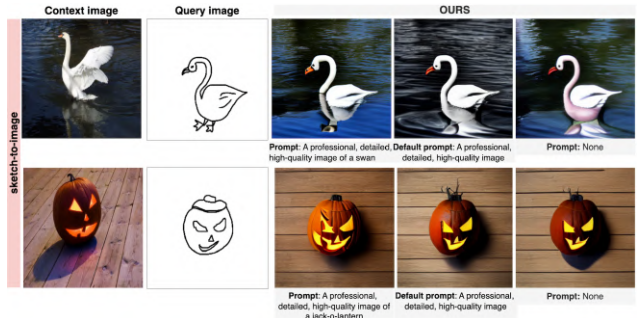 Context image
Query image
OURS
sketch-to-image
Prompt: A professional, detailed,
high-quality image of a swan
Default prompt: A professional,
detailed, high-quality image
Prompt: None
Prompt: A professional,
detailed, high-quality image of
a jack-o-lantern
Default prompt: A professional,
detailed, high-quality image
Prompt: None